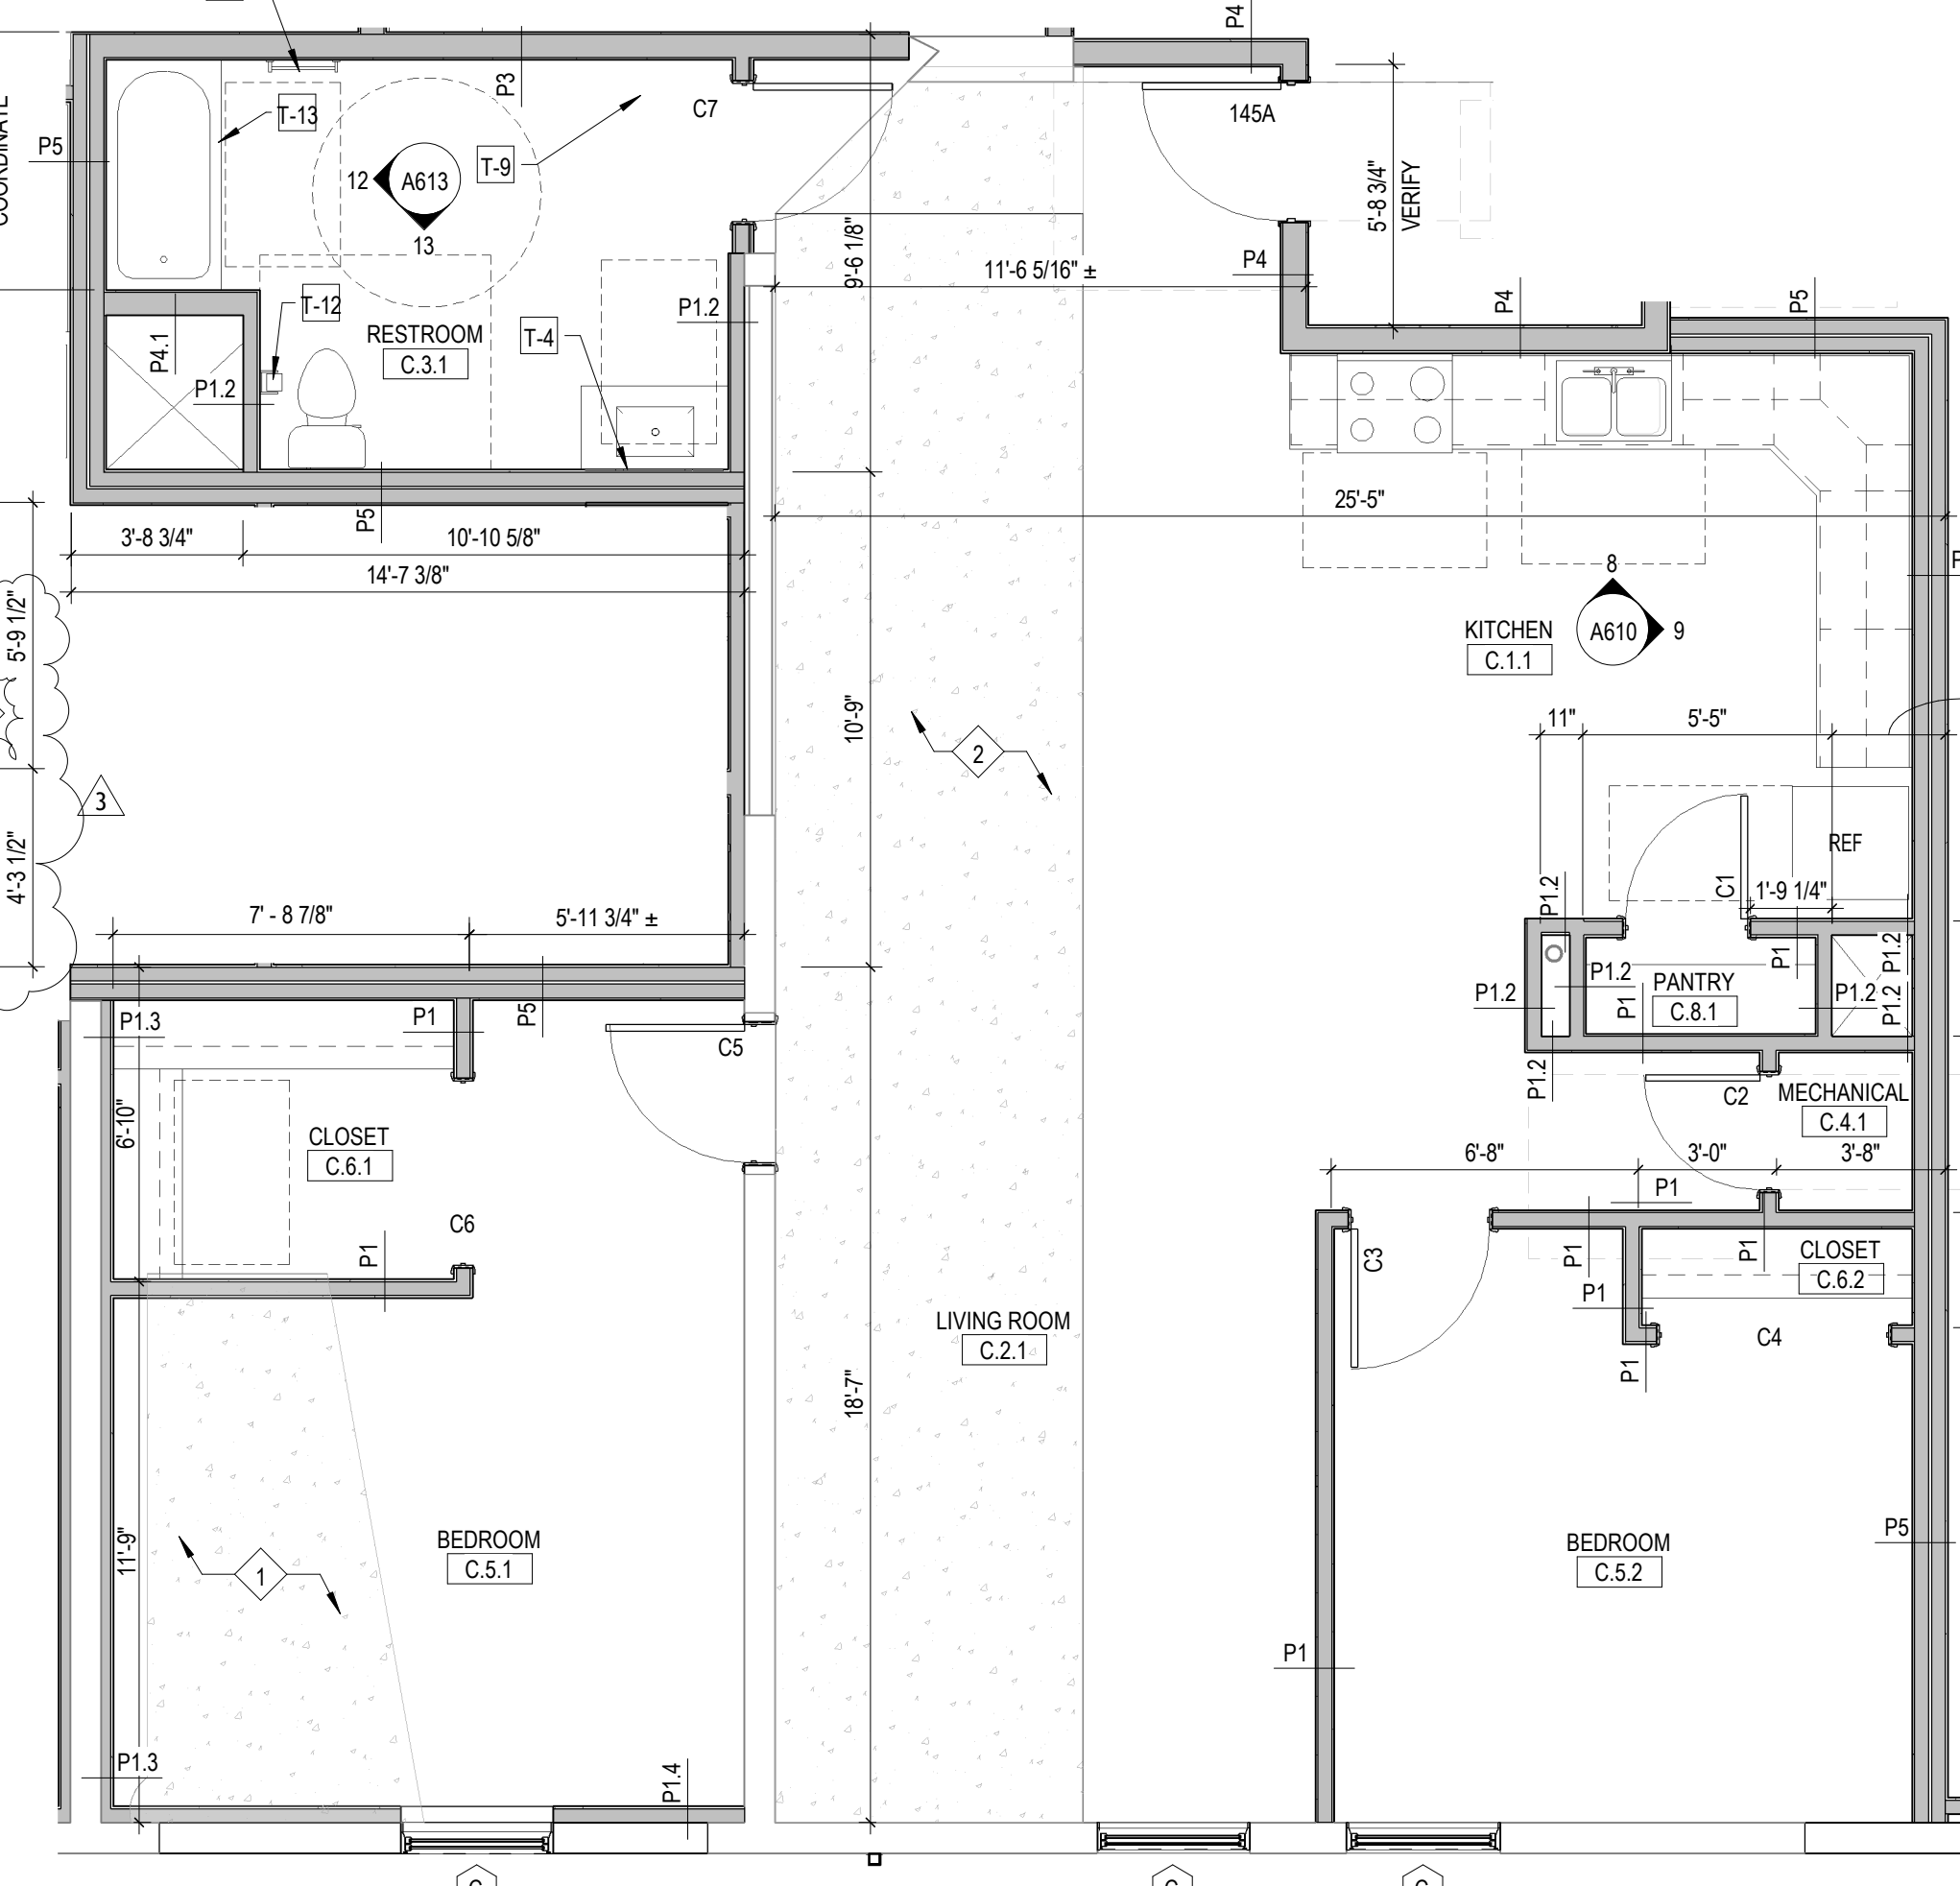 P4
COORDINATE
P5
T-13
P3
C7
T-9
12
A613
13
145A
5'-8 3/4"
VERIFY
9'-6 1/8"
11'-6 5/16" ±
P4
P4
P5
T-12
RESTROOM
C.3.1
T-4
P1.2
P4.1
P1.2
25'-5"
P5
3'-8 3/4"
10'-10 5/8"
14'-7 3/8"
5'-9 1/2"
8
KITCHEN
C.1.1
A610
9
10'-9"
2
11"
5'-5"
3
4'-3 1/2"
REF
C1
1'-9 1/4"
P1.2
7' - 8 7/8"
5'-11 3/4" ±
P1.2
P1.2
P1
PANTRY
C.8.1
P1
P1.2
P1.2
P1.2
P1.3
P1
P5
C5
P1.2
C2
MECHANICAL
C.4.1
6'-10"
CLOSET
C.6.1
6'-8"
3'-0"
3'-8"
P1
C6
P1
C3
P1
P1
CLOSET
C.6.2
P1
C4
P1
LIVING ROOM
C.2.1
18'-7"
11'-9"
BEDROOM
C.5.1
BEDROOM
C.5.2
P5
1
P1
P1.3
P1.4